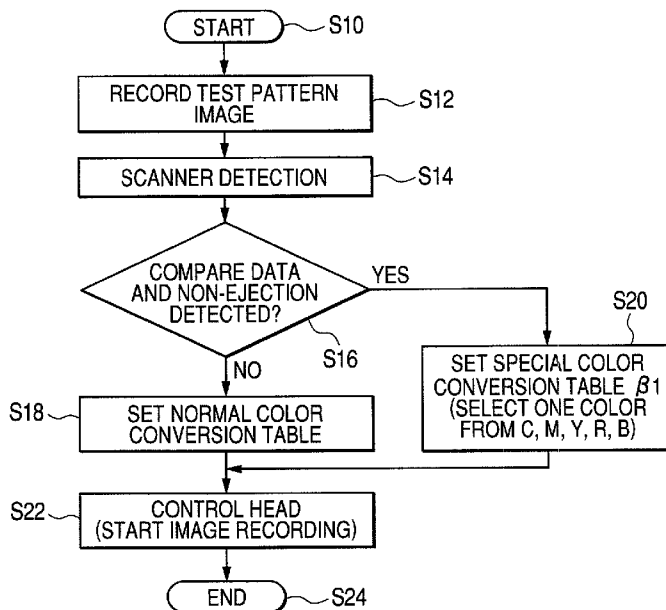 START
S10
RECORD TEST PATTERN
IMAGE
S12
SCANNER DETECTION
S14
COMPARE DATA
AND NON-EJECTION
DETECTED?
YES
S16
NO
S20
SET SPECIAL COLOR
CONVERSION TABLE β1
(SELECT ONE COLOR
FROM C, M, Y, R, B)
S18
SET NORMAL COLOR
CONVERSION TABLE
S22
CONTROL HEAD
(START IMAGE RECORDING)
END
S24